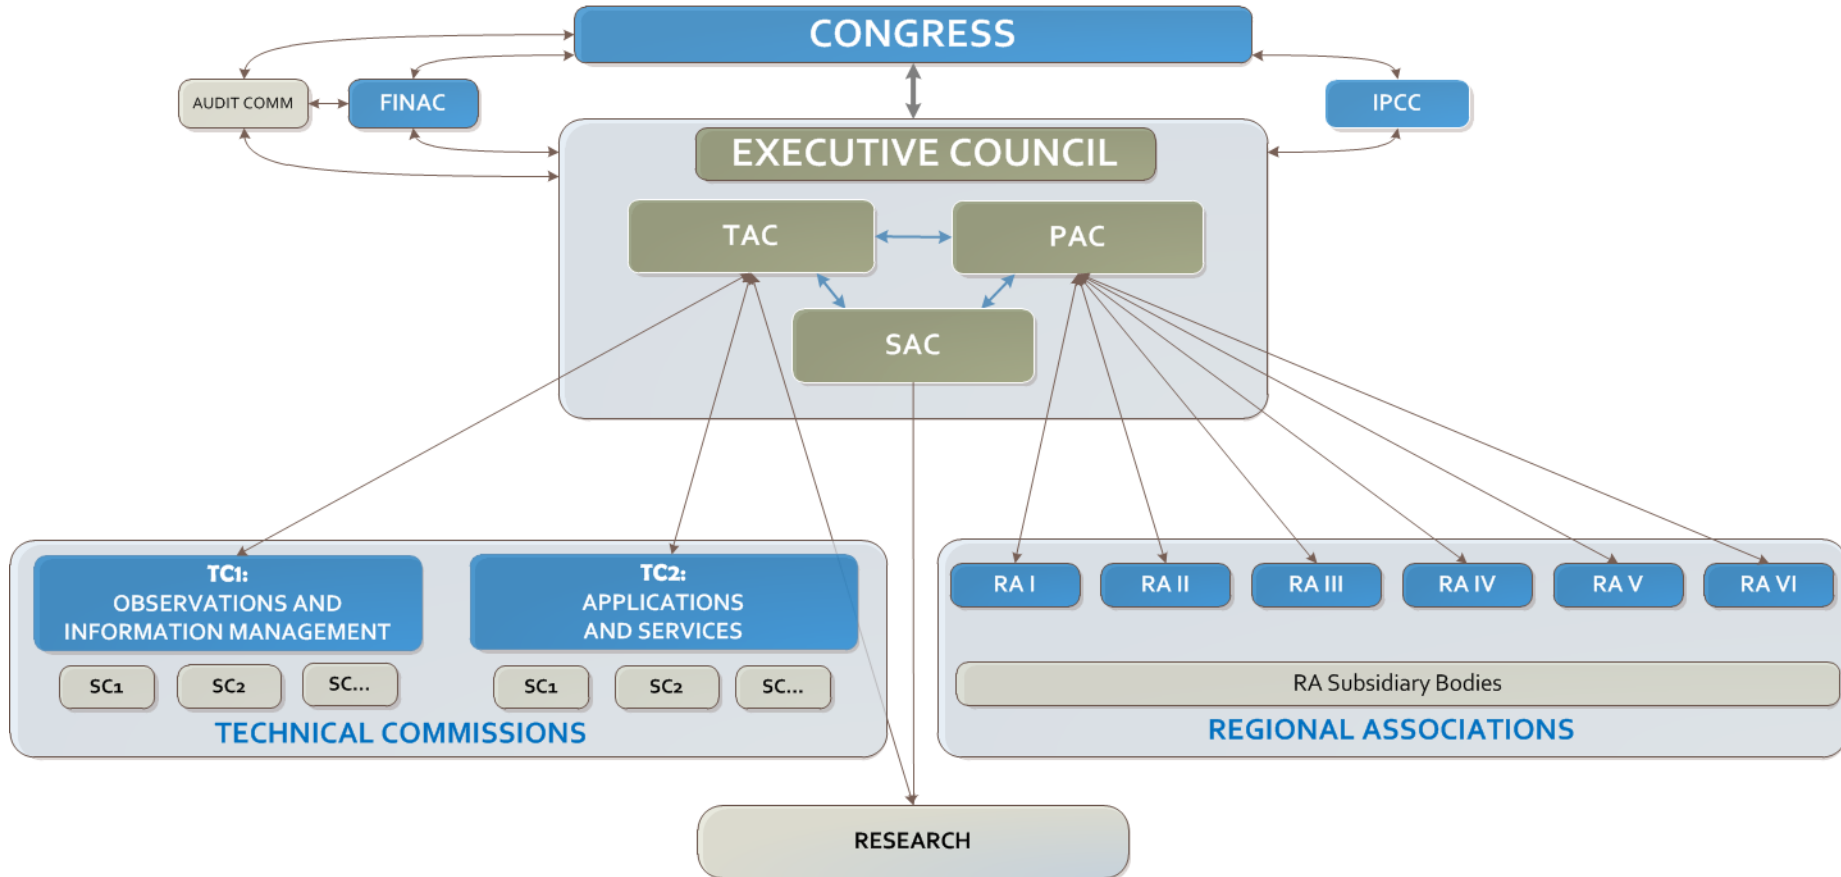 CONGRESS
AUDIT COMM
FINAC
IPCC
EXECUTIVE COUNCIL
TAC
PAC
SAC
TC1:
OBSERVATIONS AND
INFORMATION MANAGEMENT
TC2:
APPLICATIONS
AND SERVICES
SC1
SC2
SC...
SC1
SC2
SC...
TECHNICAL COMMISSIONS
RA I
RA II
RA III
RA IV
RA V
RA VI
RA Subsidiary Bodies
REGIONAL ASSOCIATIONS
RESEARCH